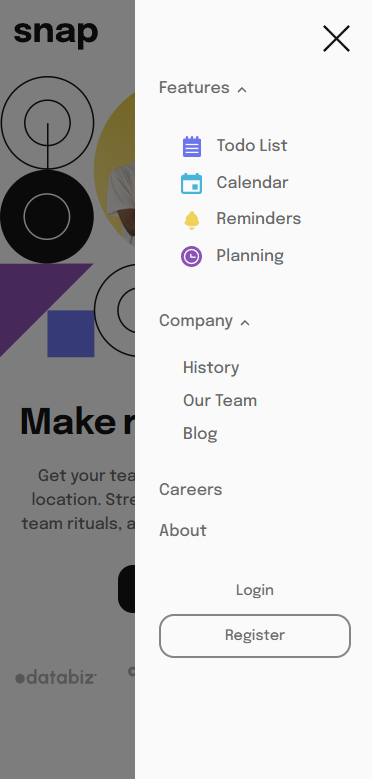 snap
Features
Todo List
Calendar
Reminders
Planning
Company
History
Our Team
Blog
Careers
About
Login
Register
Make
Get your tea
location. Stre
team rituals, a
databiz